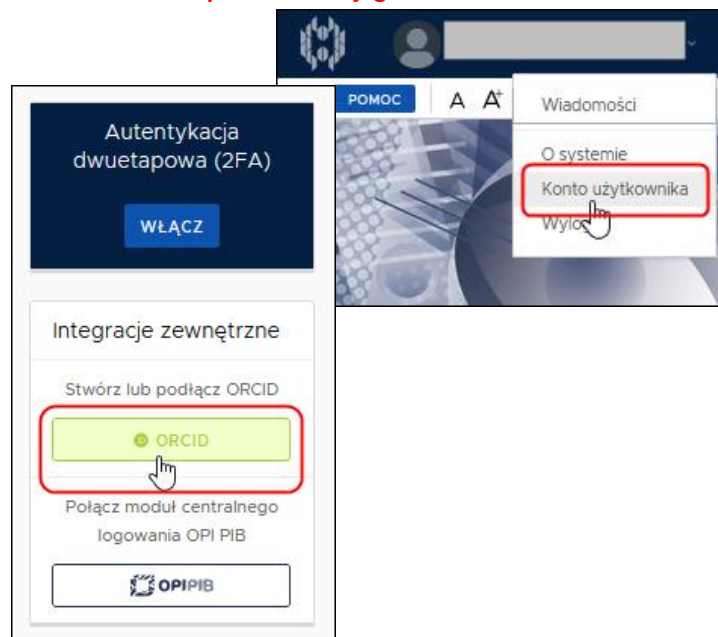 POMOC
A A+
Wiadomości
O systemie
Konto użytkownika
Autentykacja
dwuetapowa (2FA)
WŁĄCZ
Integracje zewnętrzne
Stwórz lub podłącz ORCID
ORCID
Połącz moduł centralnego
logowania OPI PIB
OPIPIB